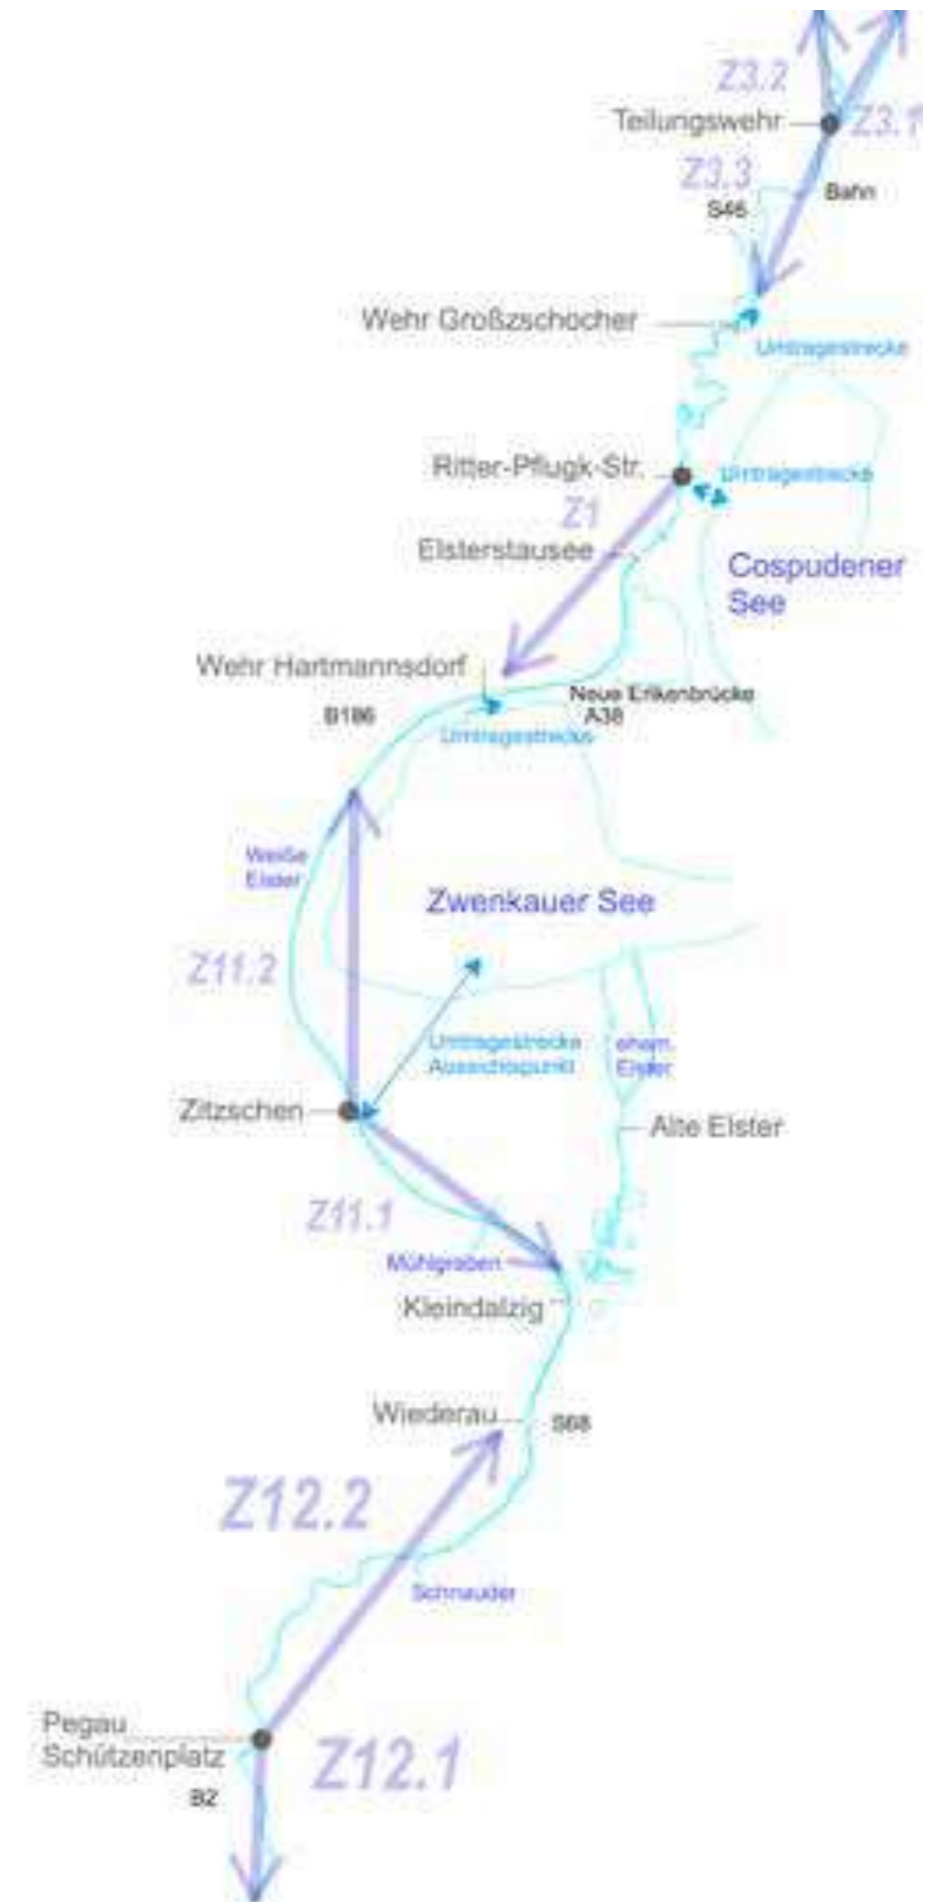 Z3.2
Teilungswehr
Z3.1
Z3.3
Bahn
S46
Wehr Großzschocher
Umtragestrecke
Ritter-Pflugk-Str.
Umtragestrecke
Z1
Elsterstausee
Cospudener
See
Wehr Hartmannsdorf
Neue Erikenbrücke
B186
A38
Umtragestrecke
Weiße
Elster
Zwenkauer See
Z11.2
Umtragestrecke
Aussichtspunkt
ehem.
Elster
Zitzschen
Alte Elster
Z11.1
Mühlgraben
Kleindalzig
Wiederau
S68
Z12.2
Schnauder
Pegau
Schützenplatz
Z12.1
B2